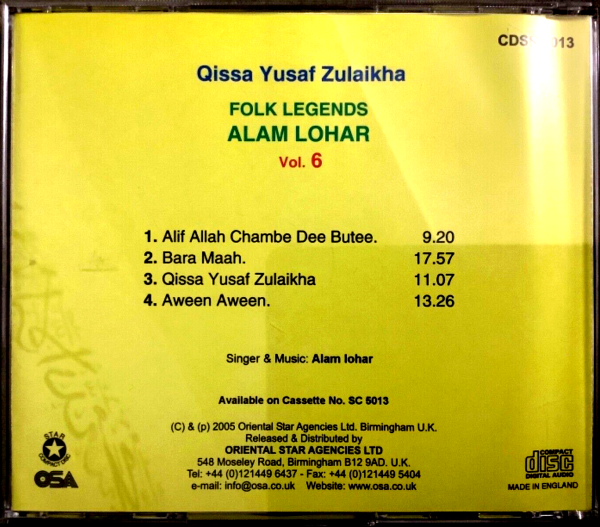 Qissa Yusaf Zulaikha
FOLK LEGENDS
ALAM LOHAR
Vol. 6
1. Alif Allah Chambe Dee Butee. 9.20
2. Bara Maah. 17.57
3. Qissa Yusaf Zulaikha 11.07
4. Aween Aween. 13.26
Singer & Music: Alam lohar
Available on Cassette No. SC 5013
(C) & (p) 2005 Oriental Star Agencies Ltd. Birmingham U.K.
Released & Distributed by
ORIENTAL STAR AGENCIES LTD
548 Moseley Road, Birmingham B12 9AD. U.K.
Tel: +44 (0)121449 6437 - Fax: +44 (0)121449 5404
e-mail: info@osa.co.uk Website: www.osa.co.uk
STAR
COMPACT DISC
OSA
COMPACT
disc
DIGITAL AUDIO
MADE IN ENGLAND